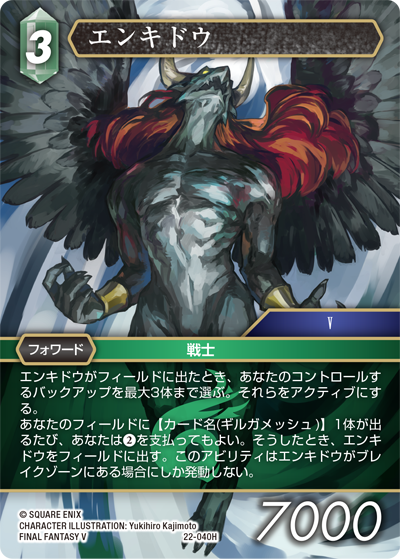 3
エンキドウ
V
フォワード
戦士
エンキドウがフィールドに出たとき、あなたのコントロールす
るバックアップを最大3体まで選ぶ。それらをアクティブにす
る。
あなたのフィールドに【カード名(ギルガメッシュ)】1体が出
るたび、あなたは❷を支払ってもよい。そうしたとき、エンキ
ドウをフィールドに出す。このアビリティはエンキドウがブレ
イクゾーンにある場合にしか発動しない。
© SQUARE ENIX
CHARACTER ILLUSTRATION: Yukihiro Kajimoto
FINAL FANTASY V
22-040H
7000